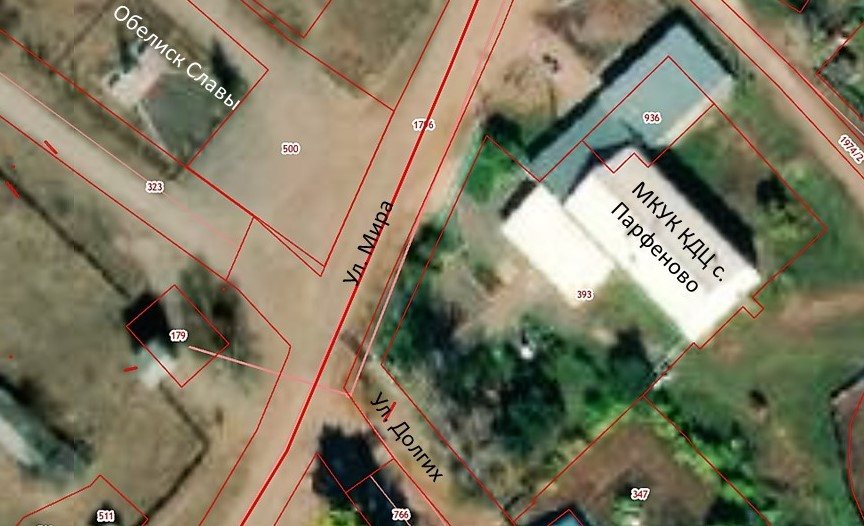 Обелиск Славы
1796
936
500
1974/2
323
Ул. Мира
МКУК КДЦ с.
Парфеново
393
179
Ул. Долгих
347
511
766